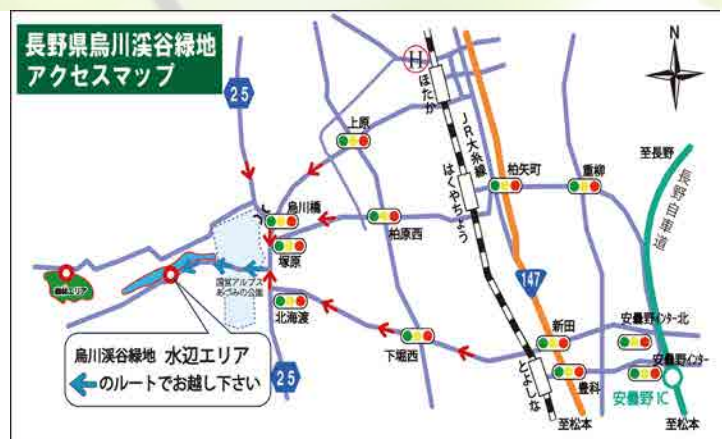 長野県烏川渓谷緑地
アクセスマップ
N
25
上原
H
ほたか
JR大糸線
はくやちょう
柏矢町
重柳
至長野
長野自車道
烏川橋
柏原西
塚原
国営アルプス
あづみの公園
森林エリア
北海渡
147
新田
安曇野インター北
下堀西
安曇野インター
とよしな
豊科
安曇野IC
至松本
至松本
烏川渓谷緑地 水辺エリア
←のルートでお越し下さい
25